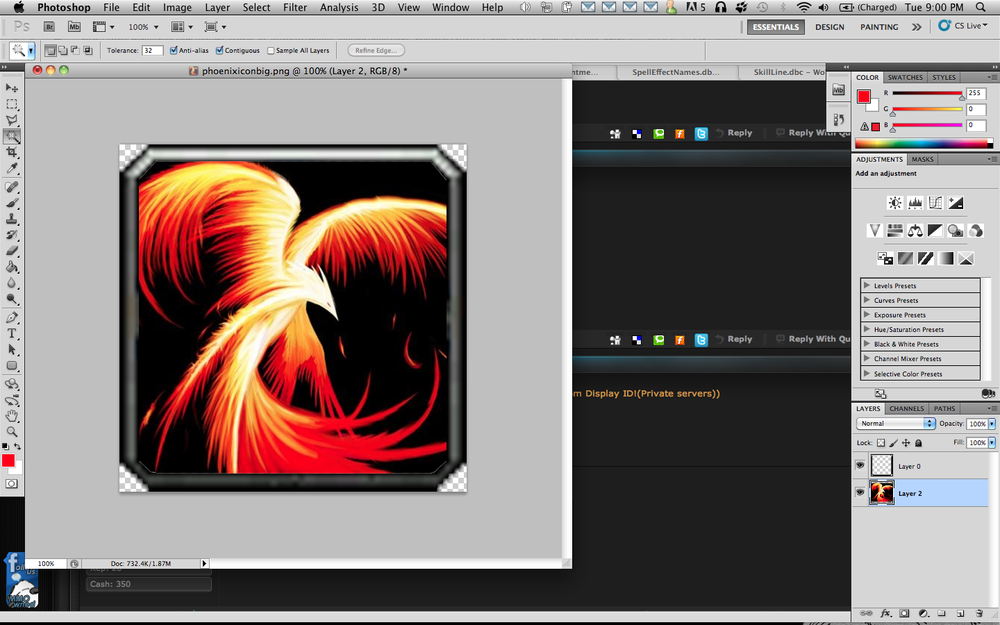 Photoshop File Edit Image Layer Select Filter Analysis 3D View Window Help 5 (Charged) Tue 9:00 PM
Ps Br Mb 100% ESSENTIALS DESIGN PAINTING CS Live
Tolerance: 32 Anti-alias Contiguous Sample All Layers Refine Edge...
phoenixiconbig.png @ 100% (Layer 2, RGB/8) *
SpellEffectNames.db...
SkillLine.dbc - Wo
Mb
Reply Reply With Qu
Reply Reply With Qu
om Display ID!(Private servers))
100% Doc: 732.4K/1.87M
Cash: 350
COLOR SWATCHES STYLES
R 255
G 0
B 0
ADJUSTMENTS MASKS
Add an adjustment
Levels Presets
Curves Presets
Exposure Presets
Hue/Saturation Presets
Black & White Presets
Channel Mixer Presets
Selective Color Presets
LAYERS CHANNELS PATHS
Normal Opacity: 100%
Lock: Fill: 100%
Layer 0
Layer 2
fx